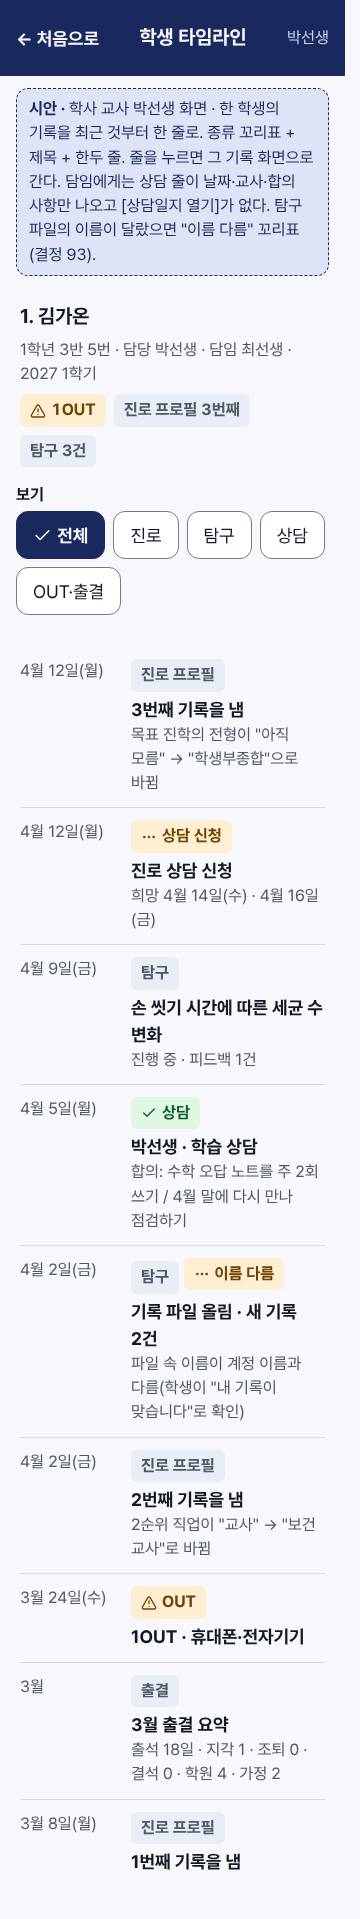 ← 처음으로 학생 타임라인 박선생
시안 · 학사 교사 박선생 화면 · 한 학생의
기록을 최근 것부터 한 줄로. 종류 꼬리표 +
제목 + 한두 줄. 줄을 누르면 그 기록 화면으로
간다. 담임에게는 상담 줄이 날짜·교사·합의
사항만 나오고 [상담일지 열기]가 없다. 탐구
파일의 이름이 달랐으면 "이름 다름" 꼬리표
(결정 93).
1. 김가온
1학년 3반 5번 · 담당 박선생 · 담임 최선생 ·
2027 1학기
1OUT 진로 프로필 3번째
탐구 3건
보기
전체 진로 탐구 상담
OUT·출결
4월 12일(월) 진로 프로필
3번째 기록을 냄
목표 진학의 전형이 "아직
모름" → "학생부종합"으로
바뀜
4월 12일(월) ··· 상담 신청
진로 상담 신청
희망 4월 14일(수) · 4월 16일
(금)
4월 9일(금) 탐구
손 씻기 시간에 따른 세균 수
변화
진행 중 · 피드백 1건
4월 5일(월) 상담
박선생 · 학습 상담
합의: 수학 오답 노트를 주 2회
쓰기 / 4월 말에 다시 만나
점검하기
4월 2일(금) 탐구 ··· 이름 다름
기록 파일 올림 · 새 기록
2건
파일 속 이름이 계정 이름과
다름(학생이 "내 기록이
맞습니다"로 확인)
4월 2일(금) 진로 프로필
2번째 기록을 냄
2순위 직업이 "교사" → "보건
교사"로 바뀜
3월 24일(수) OUT
1OUT · 휴대폰·전자기기
3월 출결
3월 출결 요약
출석 18일 · 지각 1 · 조퇴 0 ·
결석 0 · 학원 4 · 가정 2
3월 8일(월) 진로 프로필
1번째 기록을 냄